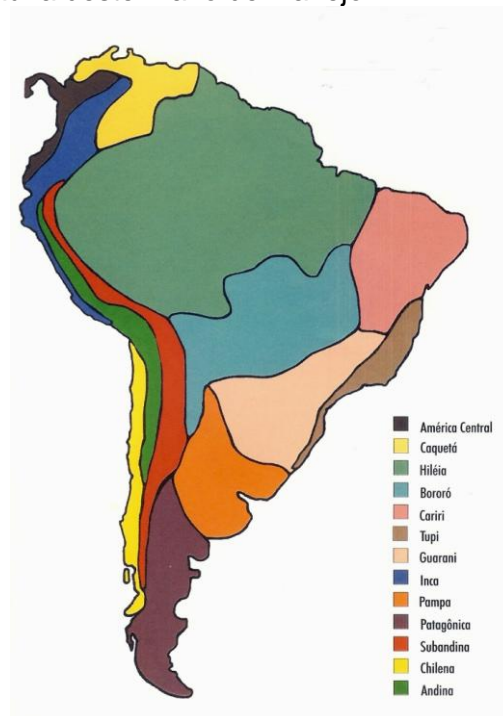 América Central
Caquetá
Hiléia
Bororó
Cariri
Tupi
Guarani
Inca
Pampa
Patagônica
Subandina
Chilena
Andina